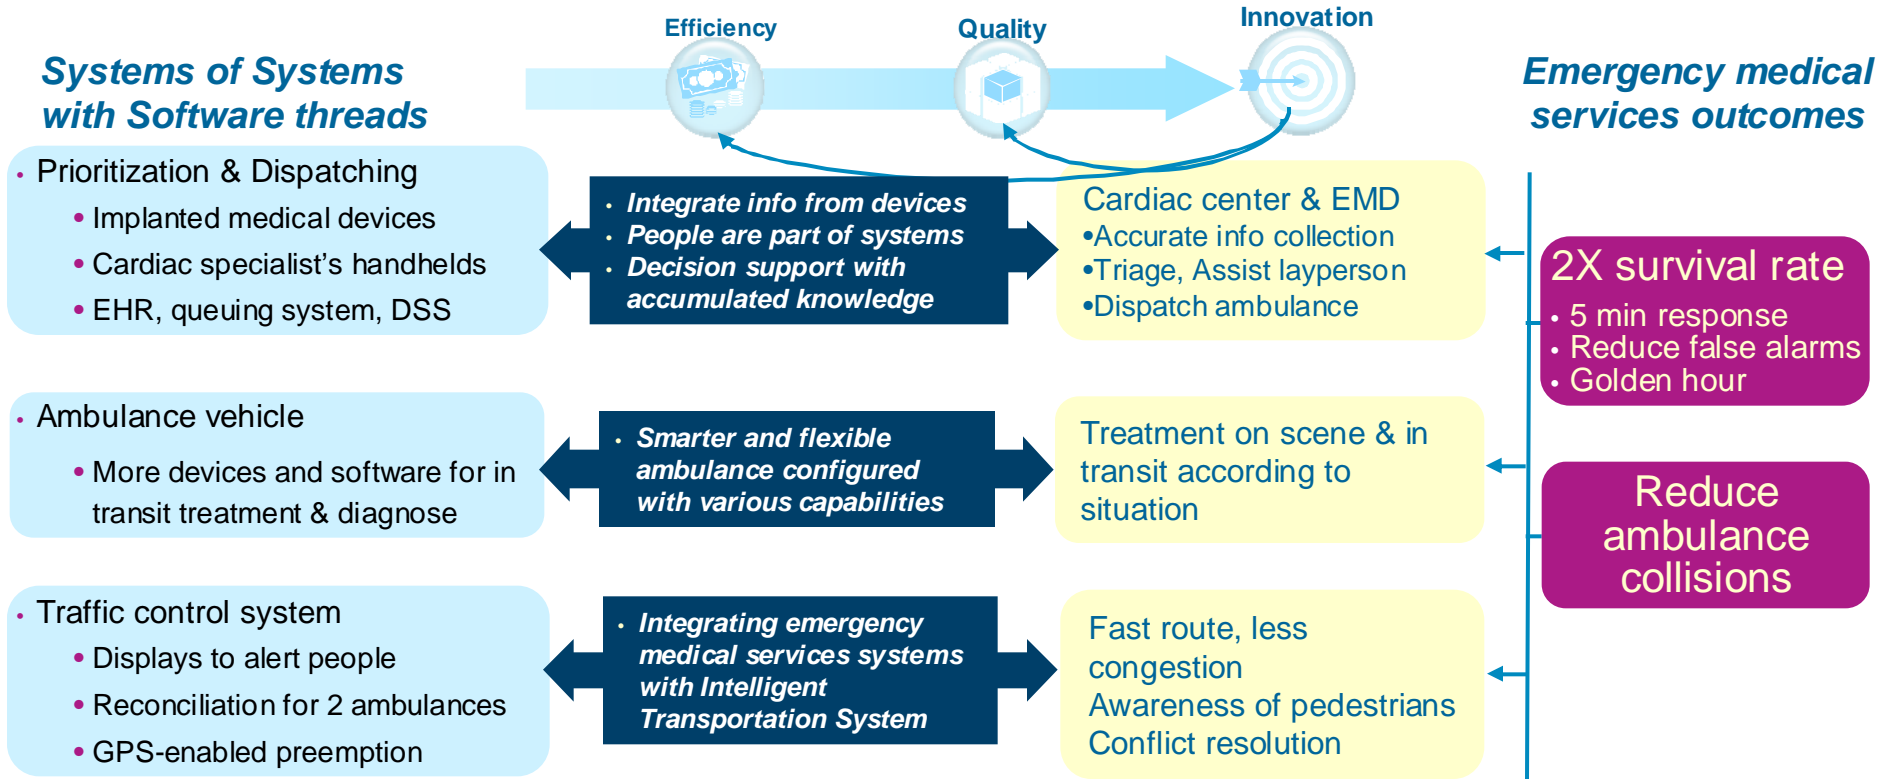 Efficiency
Quality
Innovation
Systems of Systems
with Software threads
Emergency medical
services outcomes
• Prioritization & Dispatching
• Implanted medical devices
• Cardiac specialist's handhelds
• EHR, queuing system, DSS
• Integrate info from devices
• People are part of systems
• Decision support with
accumulated knowledge
Cardiac center & EMD
•Accurate info collection
•Triage, Assist layperson
•Dispatch ambulance
2X survival rate
• 5 min response
• Reduce false alarms
• Golden hour
• Ambulance vehicle
• More devices and software for in
transit treatment & diagnose
• Smarter and flexible
ambulance configured
with various capabilities
Treatment on scene & in
transit according to
situation
Reduce
ambulance
collisions
• Traffic control system
• Displays to alert people
• Reconciliation for 2 ambulances
• GPS-enabled preemption
• Integrating emergency
medical services systems
with Intelligent
Transportation System
Fast route, less
congestion
Awareness of pedestrians
Conflict resolution